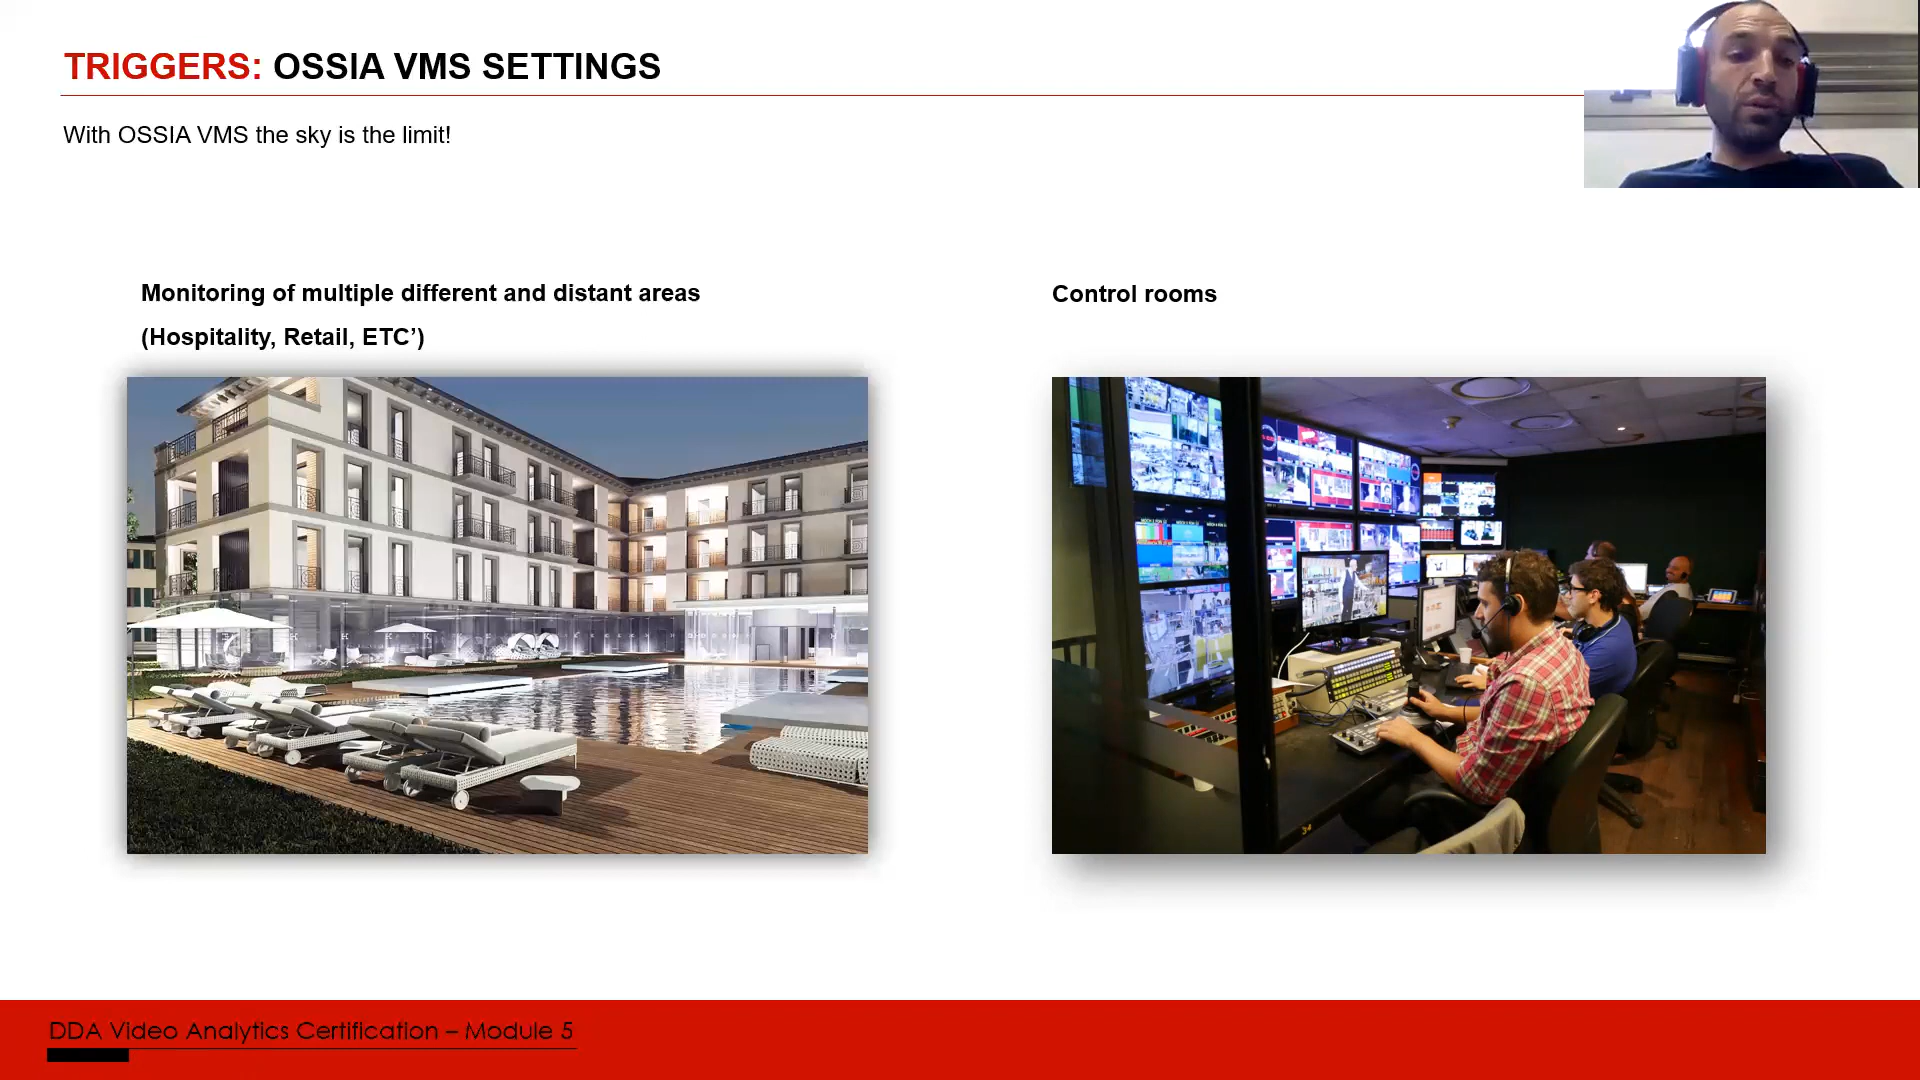 TRIGGERS: OSSIA VMS SETTINGS
With OSSIA VMS the sky is the limit!
Monitoring of multiple different and distant areas
(Hospitality, Retail, ETC’)
Control rooms
DDA Video Analytics Certification – Module 5